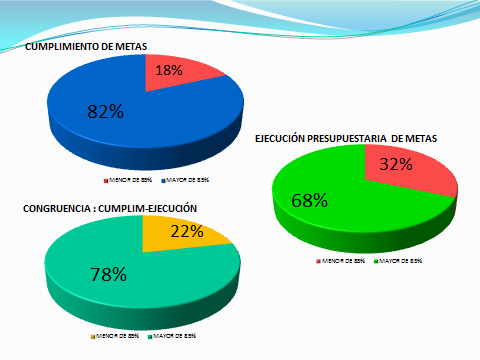 CUMPLIMIENTO DE METAS
18%
82%
MENOR DE 85% MAYOR DE 85%
EJECUCIÓN PRESUPUESTARIA DE METAS
32%
68%
MENOR DE 85% MAYOR DE 85%
CONGRUENCIA : CUMPLIM-EJECUCIÓN
22%
78%
MENOR DE 85% MAYOR DE 85%